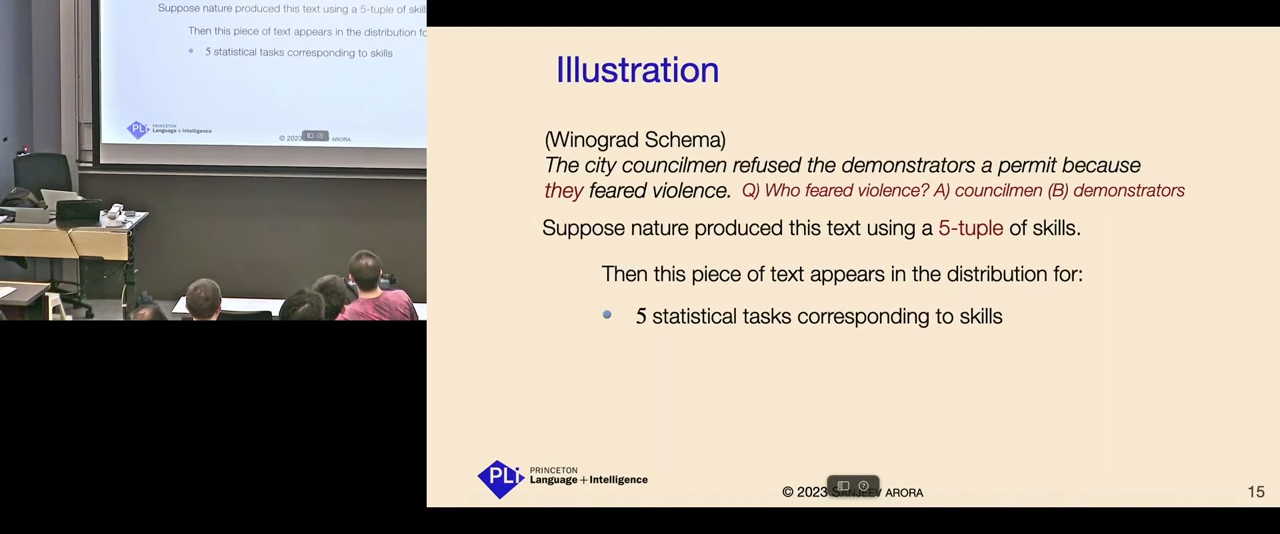 Suppose nature produced this text using a 5-tuple of skil
Then this piece of text appears in the distribution fo
5 statistical tasks corresponding to skills
PLi PRINCETON
Language + Intelligence
© 2023 ARORA
Illustration
(Winograd Schema)
The city councilmen refused the demonstrators a permit because
they feared violence. Q) Who feared violence? A) councilmen (B) demonstrators
Suppose nature produced this text using a 5-tuple of skills.
Then this piece of text appears in the distribution for:
• 5 statistical tasks corresponding to skills
PLi PRINCETON
Language + Intelligence
© 2023 SANJEEV ARORA
15